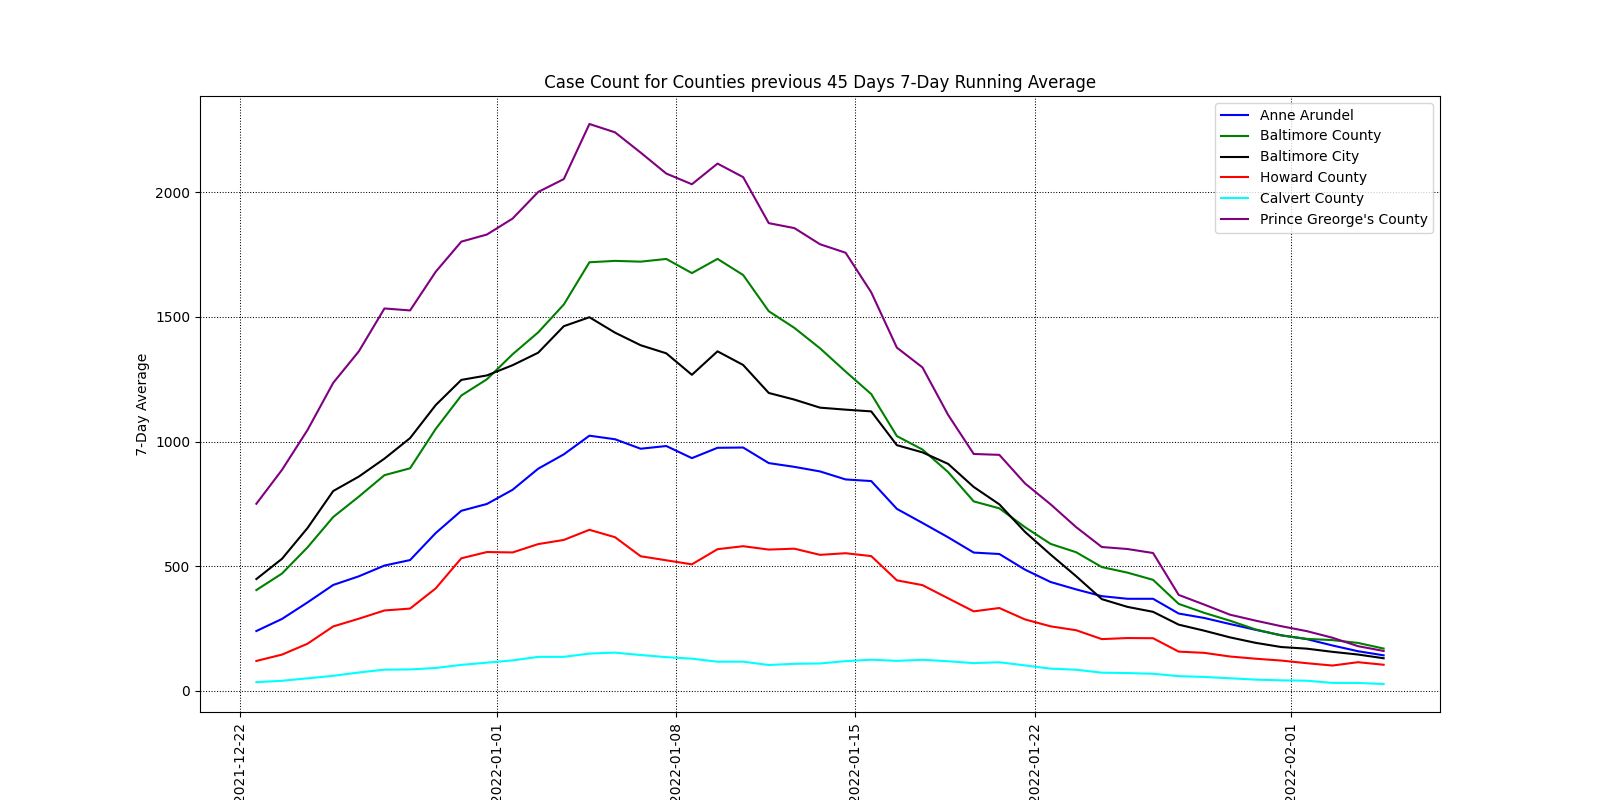 Case Count for Counties previous 45 Days 7-Day Running Average
Anne Arundel
Baltimore County
Baltimore City
Howard County
Calvert County
Prince Greorge's County
7-Day Average
2000
1500
1000
500
0
2021-12-22
2022-01-01
2022-01-08
2022-01-15
2022-01-22
2022-02-01